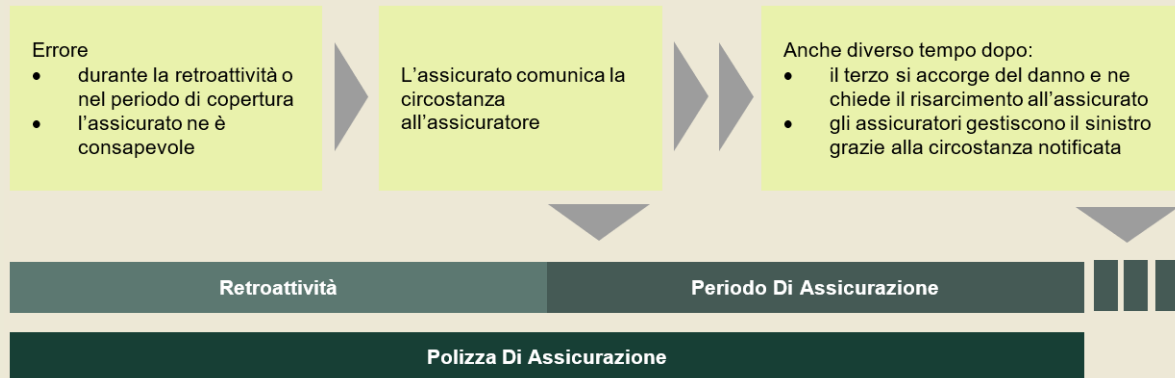 Errore
• durante la retroattività o
nel periodo di copertura
• l'assicurato ne è
consapevole
L'assicurato comunica la
circostanza
all'assicuratore
Anche diverso tempo dopo:
• il terzo si accorge del danno e ne
chiede il risarcimento all'assicurato
• gli assicuratori gestiscono il sinistro
grazie alla circostanza notificata
Retroattività
Periodo Di Assicurazione
Polizza Di Assicurazione